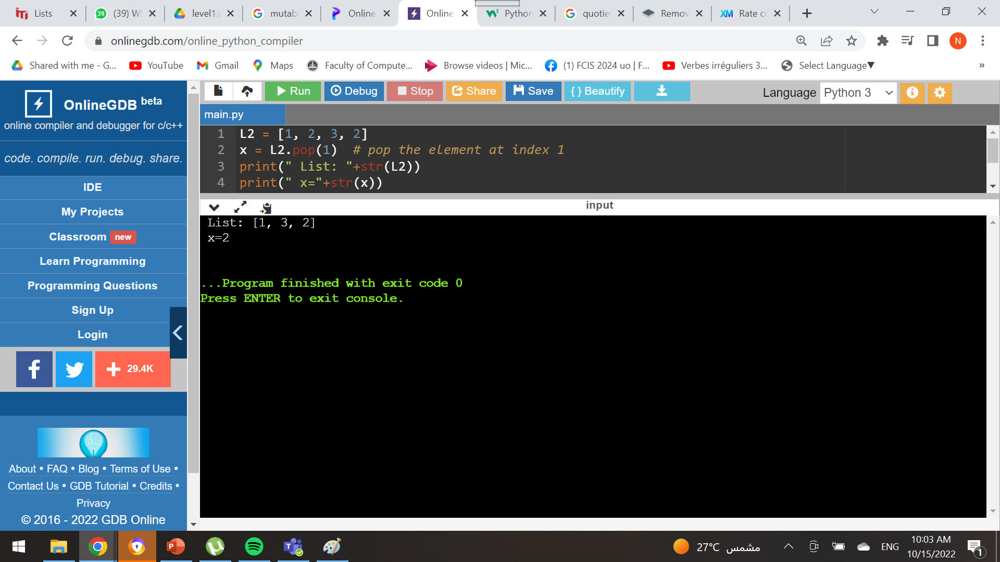 Lists
(39) W
level1.
mutab
Online
Online
Python
quotie
Remov
Rate c
onlinegdb.com/online_python_compiler
N
Shared with me - G...
YouTube
Gmail
Maps
Faculty of Compute...
Browse videos | Mic...
(1) FCIS 2024 uo | F...
Verbes irréguliers 3...
Select Language▼
»
OnlineGDB beta
online compiler and debugger for c/c++
code. compile. run. debug. share.
IDE
My Projects
Classroom new
Learn Programming
Programming Questions
Sign Up
Login
29.4K
idea
About • FAQ • Blog • Terms of Use •
Contact Us • GDB Tutorial • Credits •
Privacy
© 2016 - 2022 GDB Online
Run
Debug
Stop
Share
Save
{ } Beautify
Language Python 3
main.py
1 L2 = [1, 2, 3, 2]
2 x = L2.pop(1)  # pop the element at index 1
3 print(" List: "+str(L2))
4 print(" x="+str(x))
input
List: [1, 3, 2]
x=2
...Program finished with exit code 0
Press ENTER to exit console.
27°C مشمس
ENG
10:03 AM
10/15/2022
1